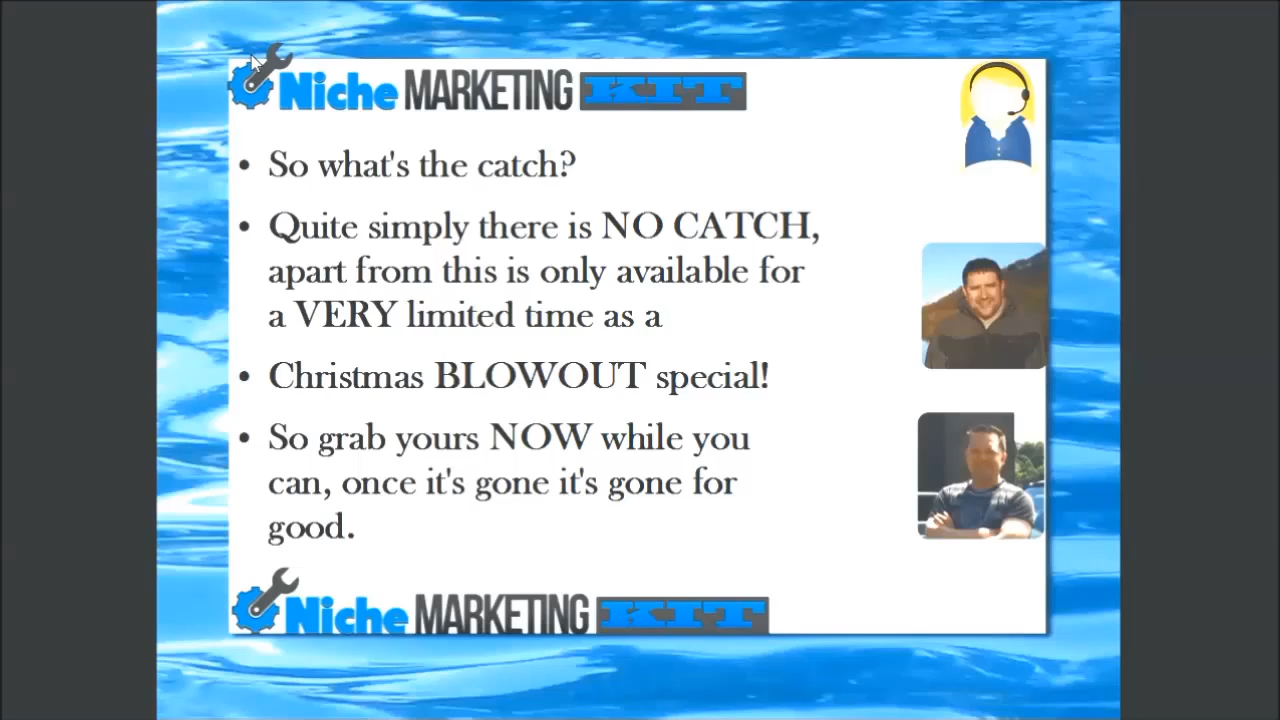 Niche MARKETING KIT
• So what's the catch?
• Quite simply there is NO CATCH,
apart from this is only available for
a VERY limited time as a
• Christmas BLOWOUT special!
• So grab yours NOW while you
can, once it's gone it's gone for
good.
Niche MARKETING KIT